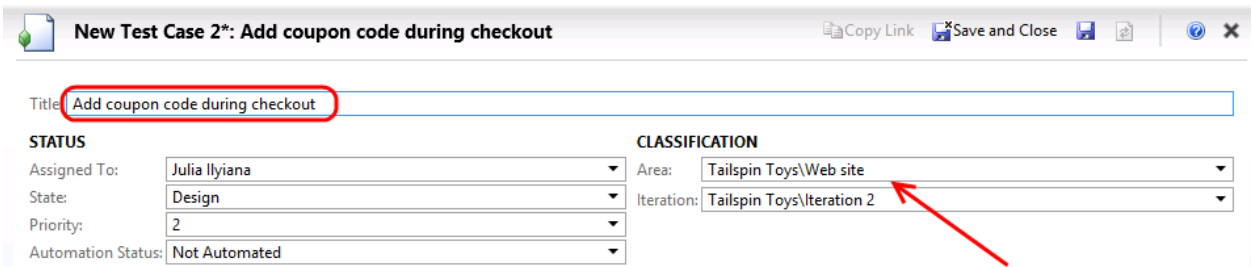 New Test Case 2*: Add coupon code during checkout
Copy Link Save and Close
Title: Add coupon code during checkout
STATUS
Assigned To: Julia Ilyiana
State: Design
Priority: 2
Automation Status: Not Automated
CLASSIFICATION
Area: Tailspin Toys\Web site
Iteration: Tailspin Toys\Iteration 2